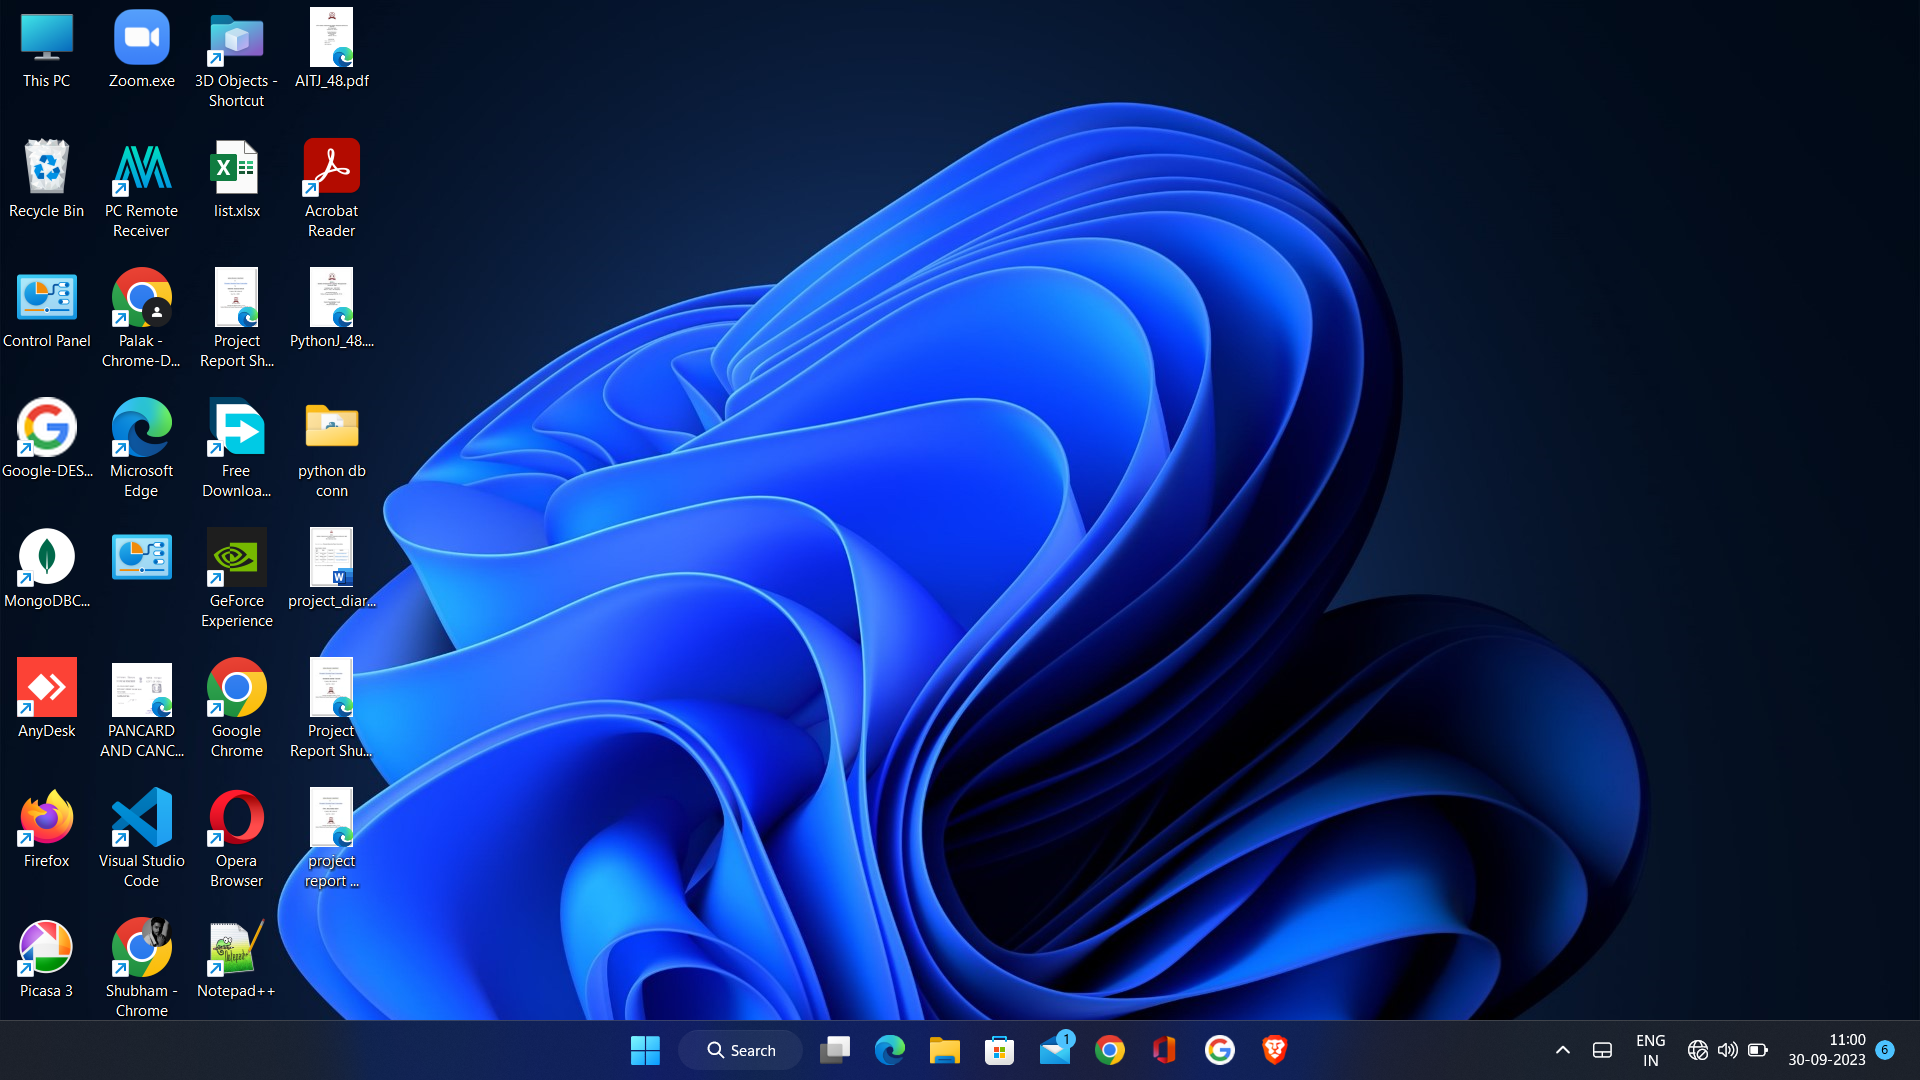 This PC
Zoom.exe
3D Objects -
Shortcut
AITJ_48.pdf
Recycle Bin
PC Remote
Receiver
list.xlsx
Acrobat
Reader
Control Panel
Palak -
Chrome-D...
Project
Report Sh...
PythonJ_48....
Google-DES...
Microsoft
Edge
Free
Downloa...
python db
conn
MongoDBC...
GeForce
Experience
project_diar...
AnyDesk
PANCARD
AND CANC...
Google
Chrome
Project
Report Shu...
Firefox
Visual Studio
Code
Opera
Browser
project
report ...
Picasa 3
Shubham -
Chrome
Notepad++
Search
1
ENG
IN
11:00
30-09-2023
6